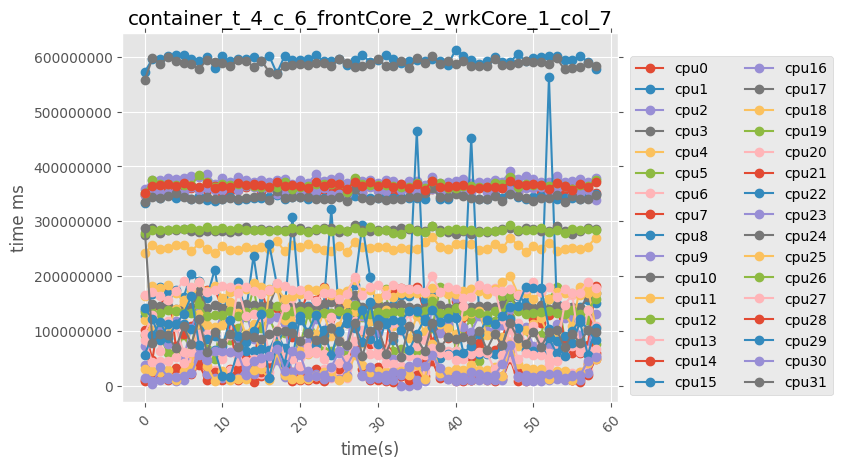 container_t_4_c_6_frontCore_2_wrkCore_1_col_7
600000000
500000000
400000000
300000000
200000000
100000000
0
time ms
0
10
20
30
40
50
60
time(s)
cpu0
cpu1
cpu2
cpu3
cpu4
cpu5
cpu6
cpu7
cpu8
cpu9
cpu10
cpu11
cpu12
cpu13
cpu14
cpu15
cpu16
cpu17
cpu18
cpu19
cpu20
cpu21
cpu22
cpu23
cpu24
cpu25
cpu26
cpu27
cpu28
cpu29
cpu30
cpu31